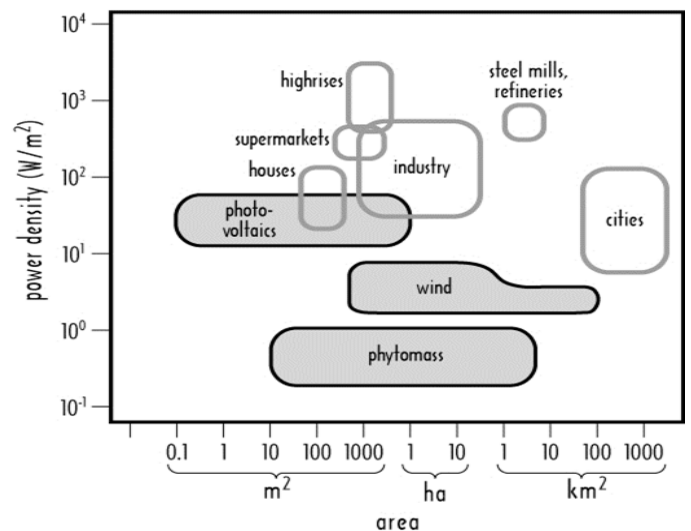 10⁴
10³
10²
10¹
10⁰
10⁻¹
power density (W/m²)
highrises
steel mills,
refineries
supermarkets
industry
houses
photo-
voltaics
cities
wind
phytomass
0.1 1 10 100 1000 1 10 1 10 100 1000
m² ha km²
area